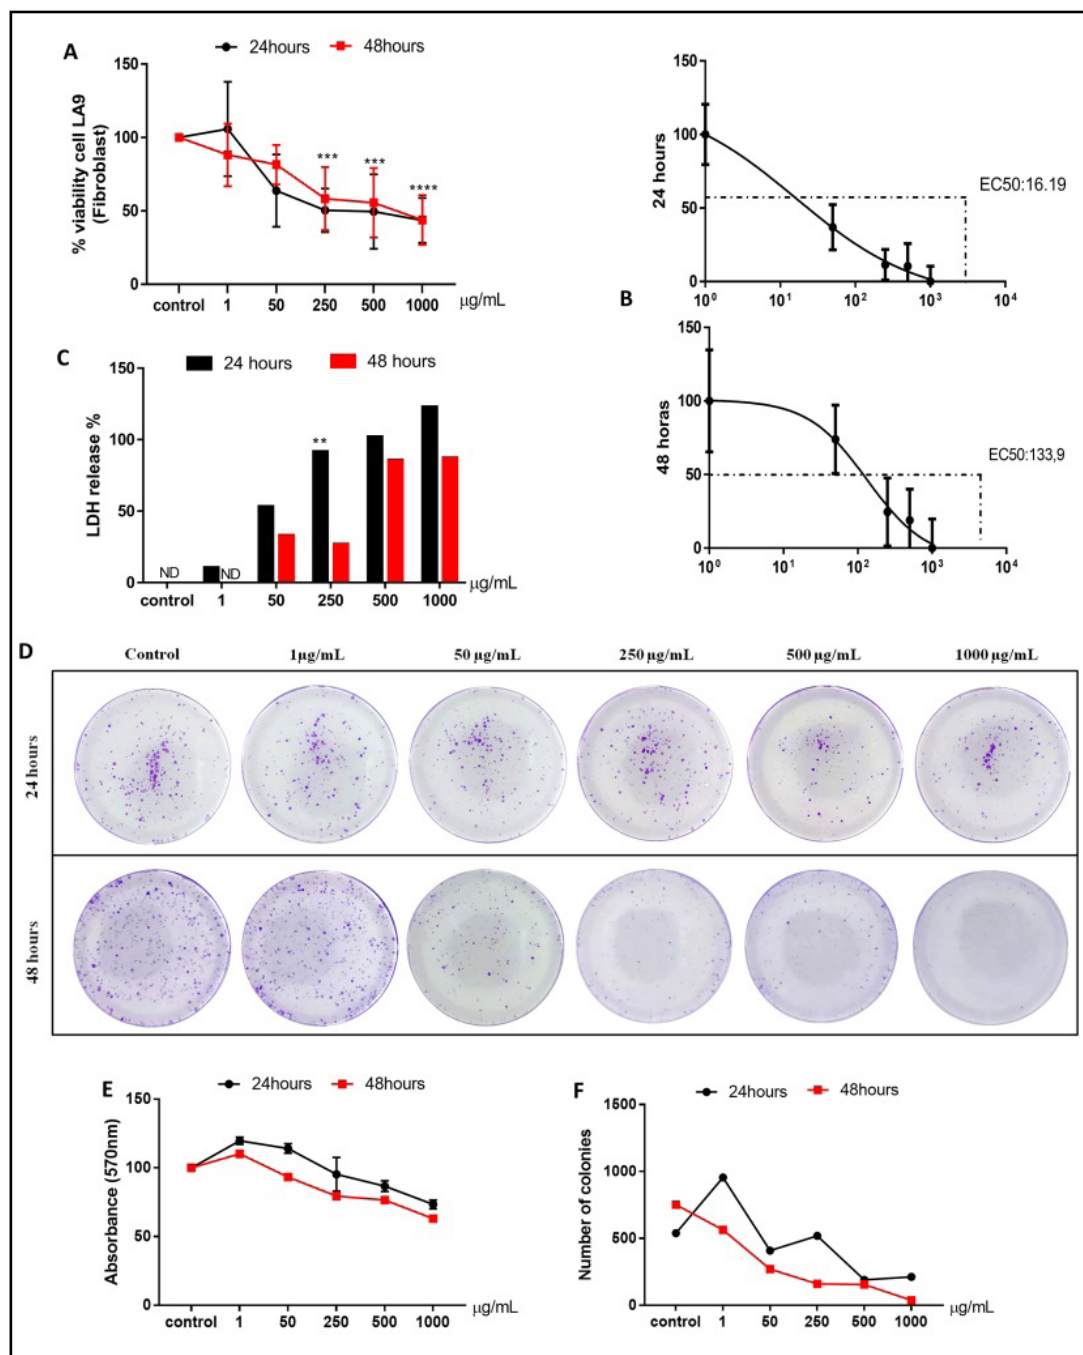 A
24hours 48hours
% viability cell LA9
(Fibroblast)
150
100
50
0
*** *** ****
control 1 50 250 500 1000 μg/mL
24 hours
150
100
50
0
EC50:16.19
10⁰ 10¹ 10² 10³ 10⁴
B
48 horas
150
100
50
0
EC50:133,9
10⁰ 10¹ 10² 10³ 10⁴
C
24 hours 48 hours
LDH release %
150
100
50
0
ND ND **
control 1 50 250 500 1000 μg/mL
D
Control 1μg/mL 50 μg/mL 250 μg/mL 500 μg/mL 1000 μg/mL
24 hours
48 hours
E
24hours 48hours
Absorbance (570nm)
150
100
50
0
control 1 50 250 500 1000 μg/mL
F
24hours 48hours
Number of colonies
1500
1000
500
0
control 1 50 250 500 1000 μg/mL